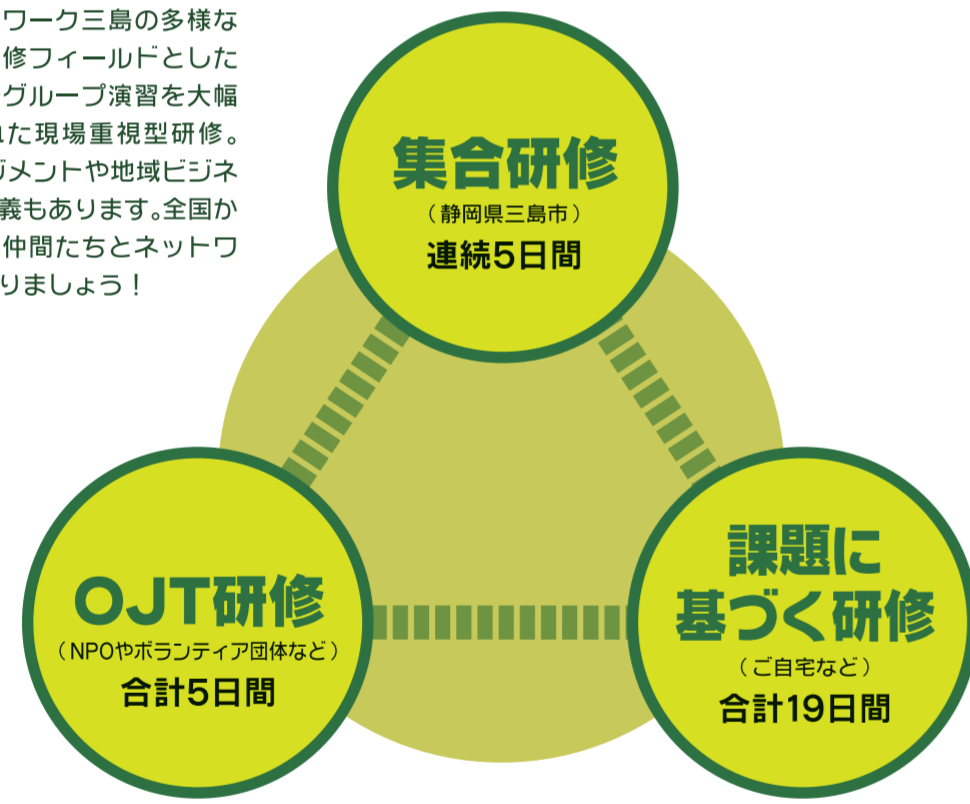 ワーク三島の多様な
修フィールドとした
グループ演習を大幅
た現場重視型研修。
メントや地域ビジネ
義もあります。全国か
仲間たちとネットワ
りましょう！
集合研修
（静岡県三島市）
連続5日間
OJT研修
（NPOやボランティア団体など）
合計5日間
課題に
基づく研修
（ご自宅など）
合計19日間